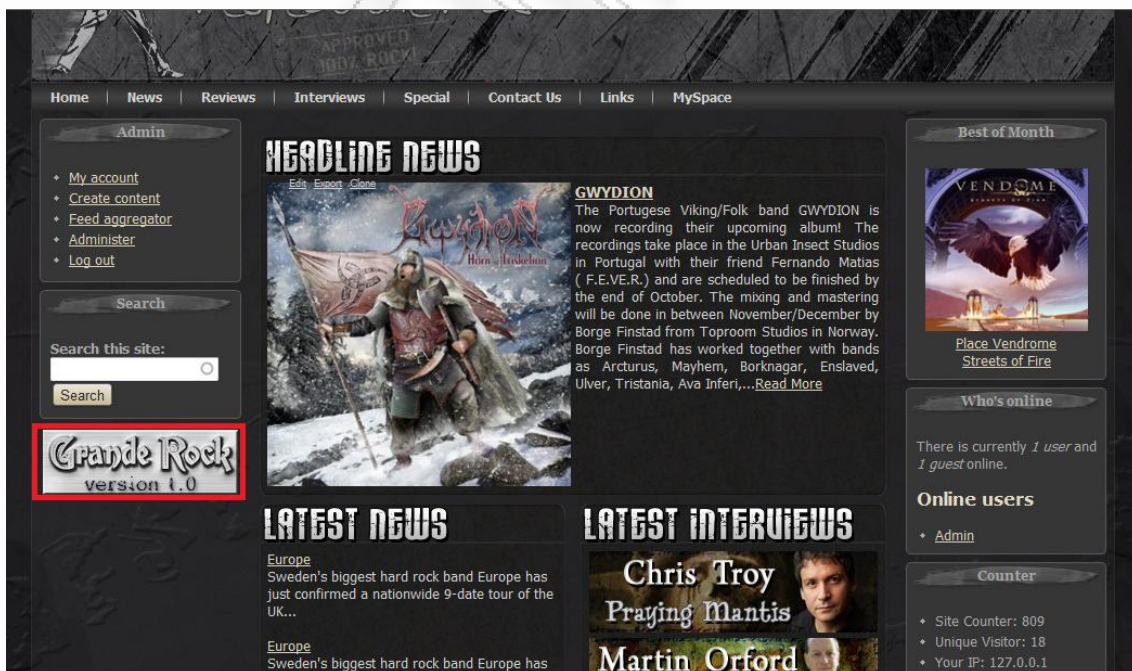 APPROVED
100% ROCK!
Home | News | Reviews | Interviews | Special | Contact Us | Links | MySpace
Admin
My account
Create content
Feed aggregator
Administer
Log out
Search
Search this site:
Search
Grande Rock
version 1.0
HEADLINE NEWS
Edit Export Clone
Gwydion
Horn
GWYDION
The Portugese Viking/Folk band GWYDION is
now recording their upcoming album! The
recordings take place in the Urban Insect Studios
in Portugal with their friend Fernando Matias
( F.E.VE.R.) and are scheduled to be finished by
the end of October. The mixing and mastering
will be done in between November/December by
Borge Finstad from Toproom Studios in Norway.
Borge Finstad has worked together with bands
as Arcturus, Mayhem, Borknagar, Enslaved,
Ulver, Tristania, Ava Inferi,...Read More
LATEST NEWS
Europe
Sweden's biggest hard rock band Europe has
just confirmed a nationwide 9-date tour of the
UK...
Europe
Sweden's biggest hard rock band Europe has
LATEST INTERVIEWS
Chris Troy
Praying Mantis
Martin Orford
Best of Month
VENDOME
STREETS OF FIRE
Place Vendrome
Streets of Fire
Who's online
There is currently 1 user and
1 guest online.
Online users
Admin
Counter
Site Counter: 809
Unique Visitor: 18
Your IP: 127.0.0.1